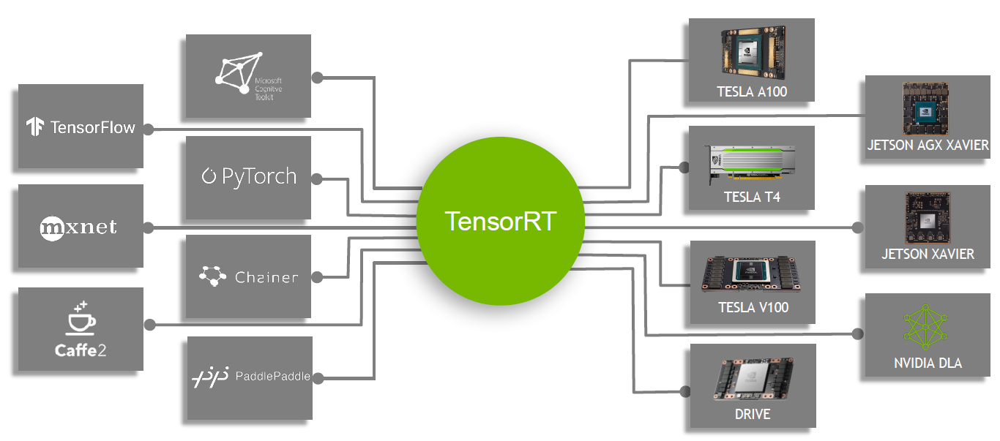 Microsoft
Cognitive
Toolkit
TensorFlow
PyTorch
mxnet
Chainer
Caffe2
PaddlePaddle
TensorRT
TESLA A100
JETSON AGX XAVIER
TESLA T4
JETSON XAVIER
TESLA V100
NVIDIA DLA
DRIVE